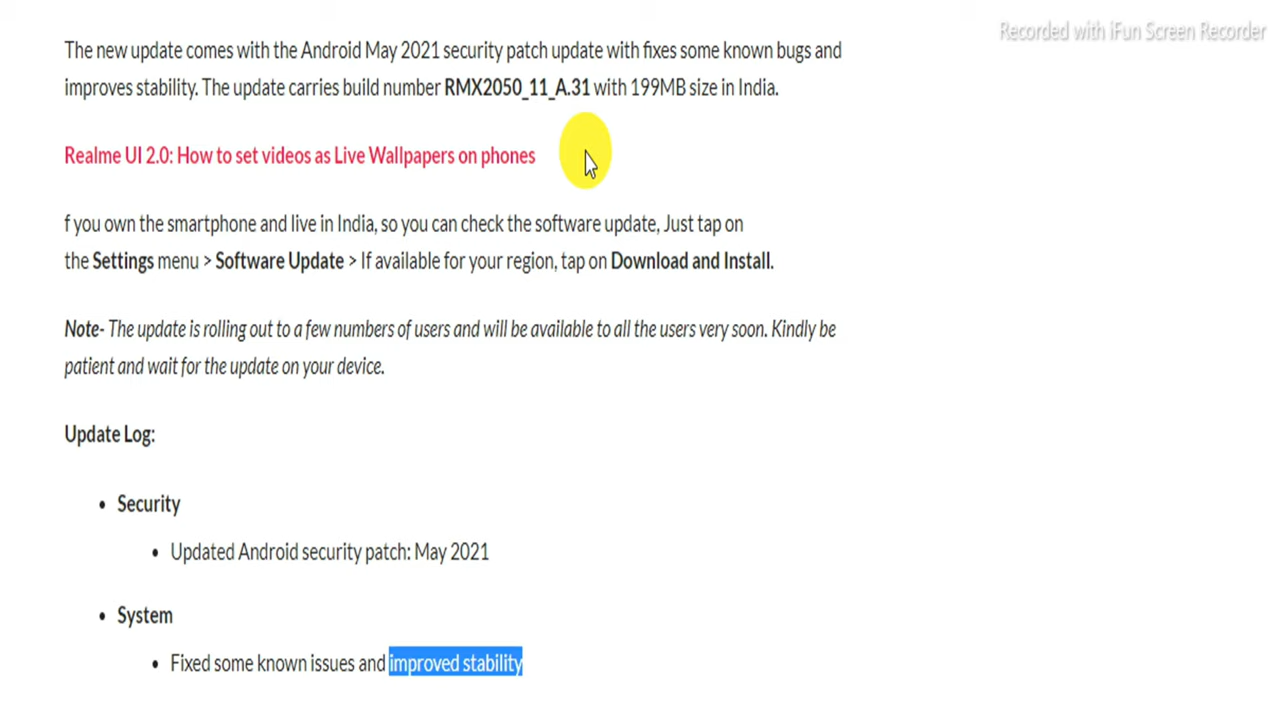 Recorded with iFun Screen Recorder
The new update comes with the Android May 2021 security patch update with fixes some known bugs and
improves stability. The update carries build number RMX2050_11_A.31 with 199MB size in India.
Realme UI 2.0: How to set videos as Live Wallpapers on phones
f you own the smartphone and live in India, so you can check the software update, Just tap on
the Settings menu > Software Update > If available for your region, tap on Download and Install.
Note- The update is rolling out to a few numbers of users and will be available to all the users very soon. Kindly be
patient and wait for the update on your device.
Update Log:
• Security
• Updated Android security patch: May 2021
• System
• Fixed some known issues and improved stability